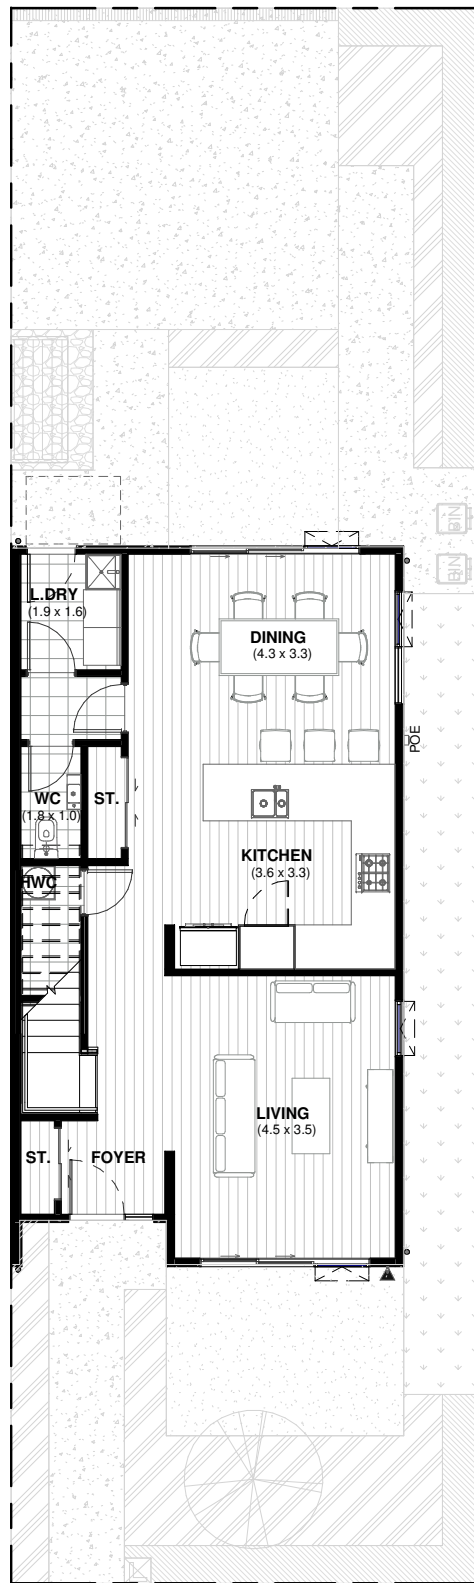 BIN
BIN
L.DRY
(1.9 x 1.6)
DINING
(4.3 x 3.3)
POE
WC
(1.8 x 1.0)
ST.
KITCHEN
(3.6 x 3.3)
HWC
LIVING
(4.5 x 3.5)
ST.
FOYER